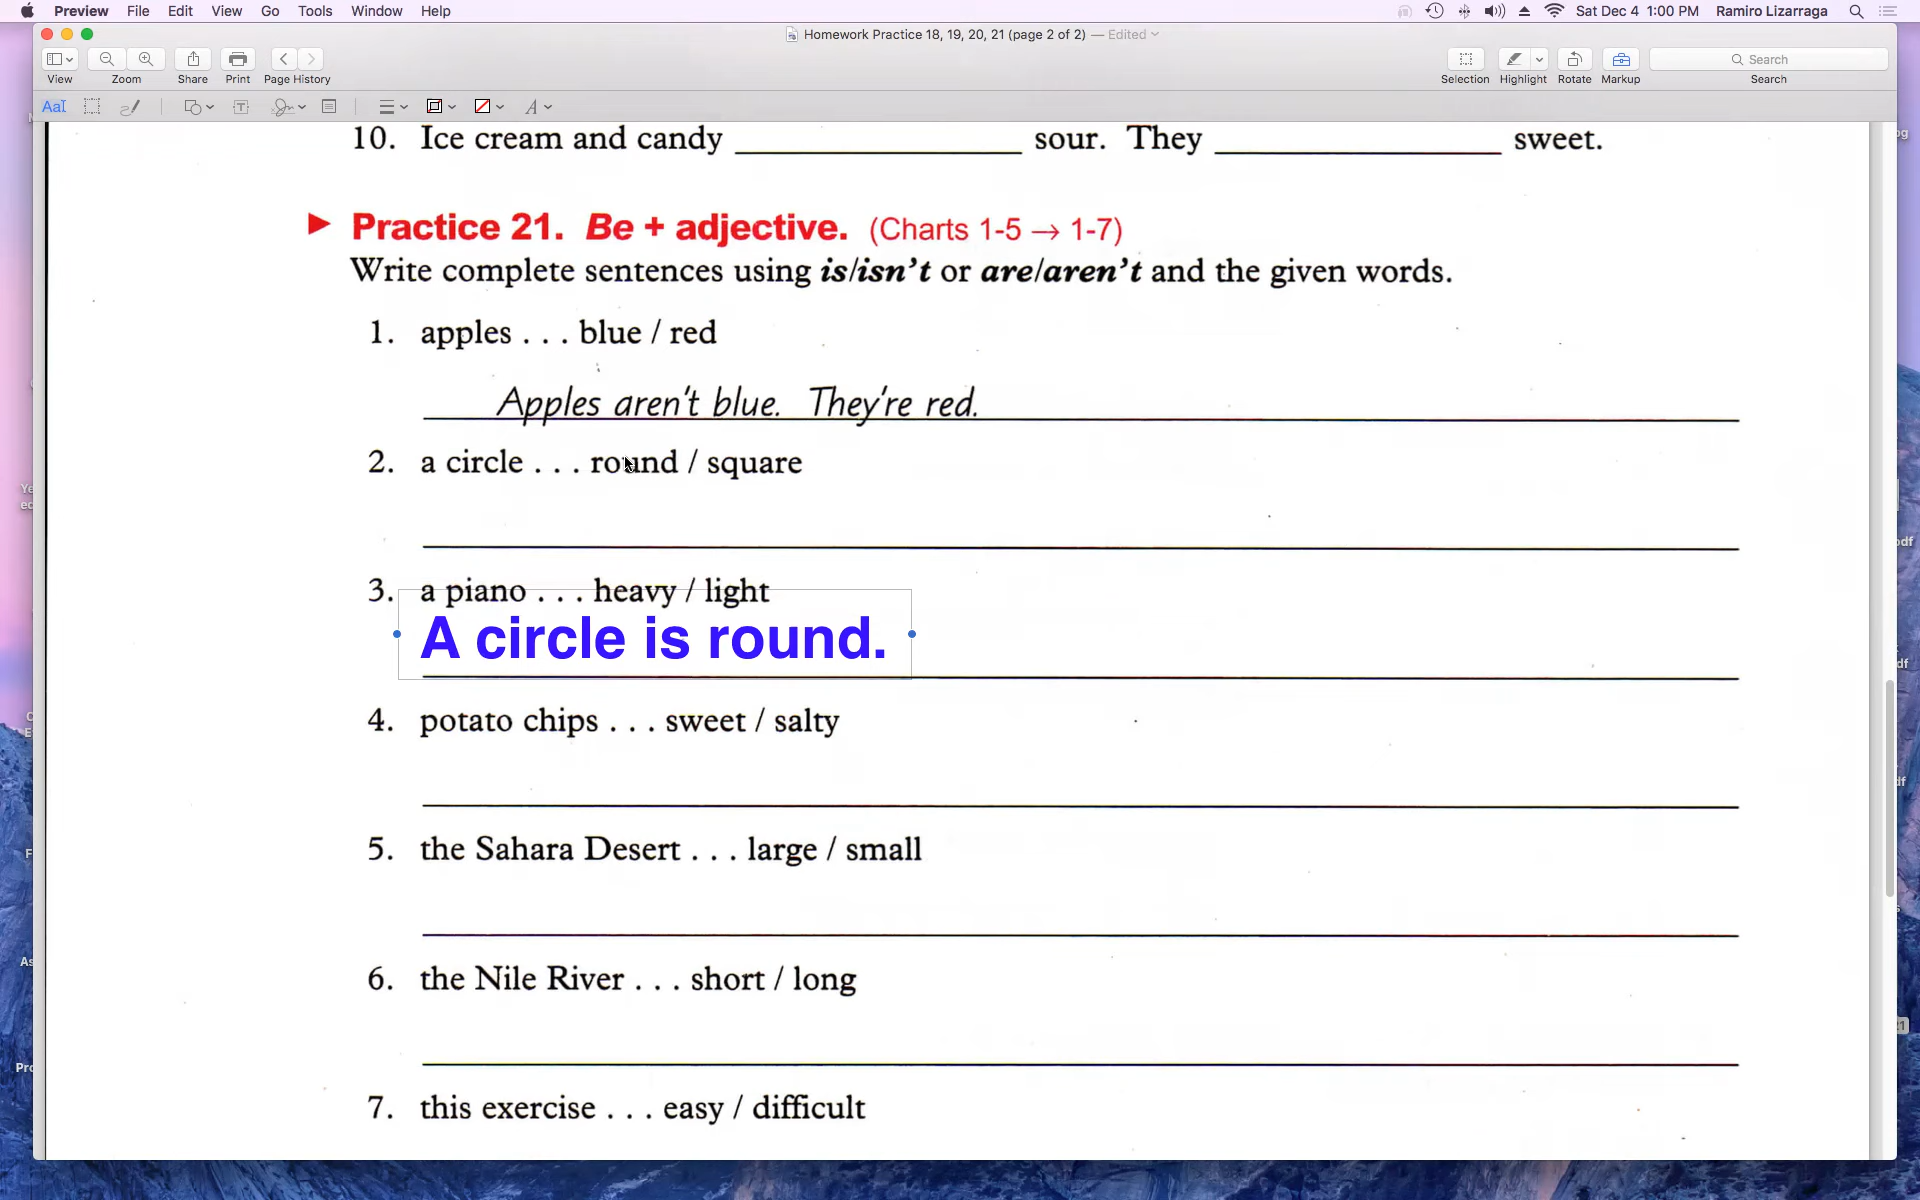 Preview File Edit View Go Tools Window Help Sat Dec 4 1:00 PM Ramiro Lizarraga
Homework Practice 18, 19, 20, 21 (page 2 of 2) — Edited
View Zoom Share Print Page History Selection Highlight Rotate Markup Search
Search
10. Ice cream and candy ____________ sour. They ____________ sweet.
Practice 21. Be + adjective. (Charts 1-5 → 1-7)
Write complete sentences using is/isn't or are/aren't and the given words.
1. apples . . . blue / red
Apples aren't blue. They're red.
2. a circle . . . round / square
3. a piano . . . heavy / light
A circle is round.
4. potato chips . . . sweet / salty
5. the Sahara Desert . . . large / small
6. the Nile River . . . short / long
7. this exercise . . . easy / difficult